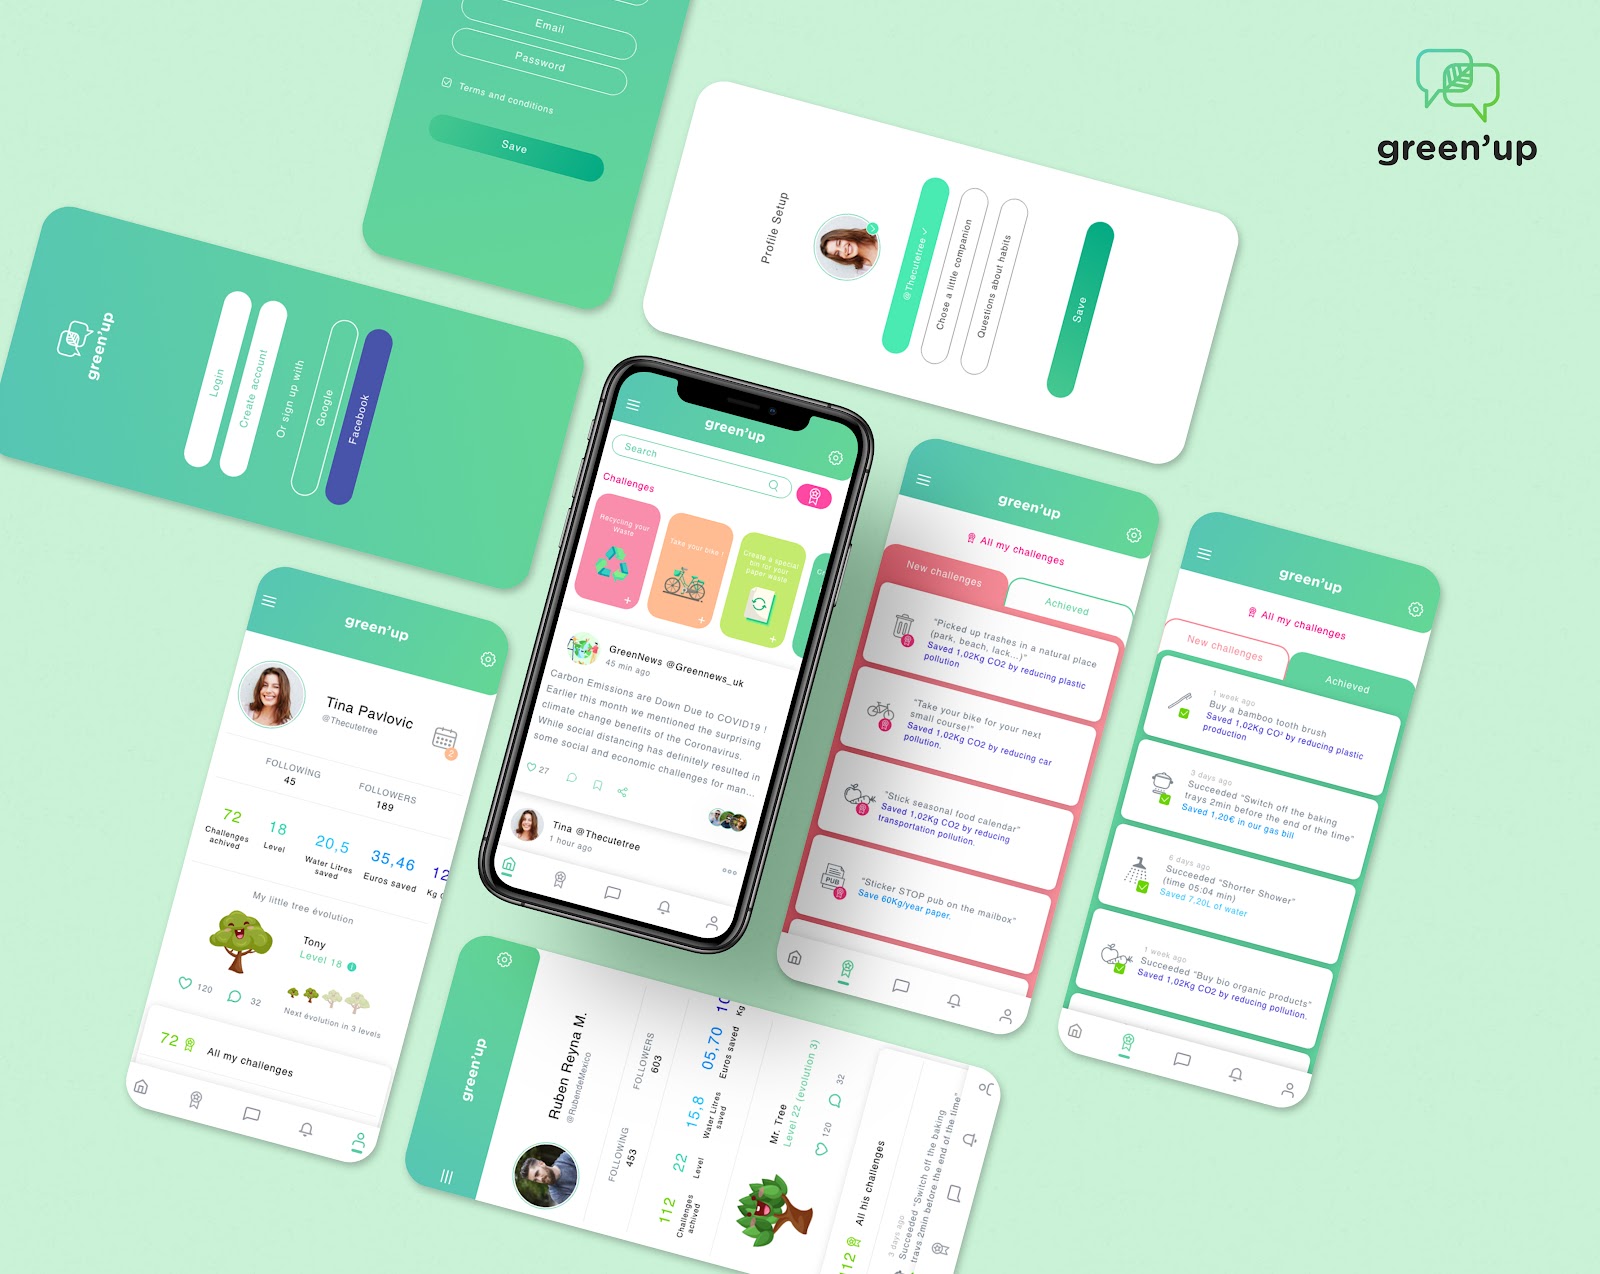 Email
Password
Terms and conditions
Save
green’up
Profile Setup
@Thecutetree
Chose a little companion
Questions about habits
Save
green’up
Login
Create account
Or sign up with
Google
Facebook
green’up
Search
Challenges
Recycling your
Waste
Take your bike !
Create a special
bin for your
paper waste
GreenNews @Greennews_uk
45 min ago
Carbon Emissions are Down Due to COVID19 !
Earlier this month we mentioned the surprising
climate change benefits of the Coronavirus.
While social distancing has definitely resulted in
some social and economic challenges for man...
27
Tina @Thecutetree
1 hour ago
green’up
All my challenges
New challenges
Achieved
“Picked up trashes in a natural place
(park, beach, lack...)”
Saved 1,02Kg CO2 by reducing plastic
pollution
“Take your bike for your next
small course!”
Saved 1,02Kg CO2 by reducing car
pollution.
“Stick seasonal food calendar”
Saved 1,02Kg CO2 by reducing
transportation pollution.
PUB
“Sticker STOP pub on the mailbox”
Save 60Kg/year paper.
green’up
All my challenges
New challenges
Achieved
1 week ago
Buy a bamboo tooth brush
Saved 1,02Kg CO² by reducing plastic
production
3 days ago
Succeeded “Switch off the baking
trays 2min before the end of the time”
Saved 1,20€ in our gas bill
6 days ago
Succeeded “Shorter Shower”
(time 05:04 min)
Saved 7,20L of water
1 week ago
Succeeded “Buy bio organic products”
Saved 1,02Kg CO2 by reducing pollution.
green’up
Tina Pavlovic
@Thecutetree
FOLLOWING
45
FOLLOWERS
189
72
Challenges
achived
18
Level
20,5
Water Litres
saved
35,46
Euros saved
12
Kg
My little tree évolution
Tony
Level 18
120
32
Next évolution in 3 levels
72
All my challenges
green’up
Ruben Reyna M.
@RubendeMexico
FOLLOWING
453
FOLLOWERS
603
112
Challenges
achived
22
Level
15,8
Water Litres
saved
05,70
Euros saved
10
Kg
Mr. Tree
Level 22 (evolution 3)
120
32
112
All his challenges
3 days ago
Succeeded “Switch off the baking
trays 2min before the end of the time”